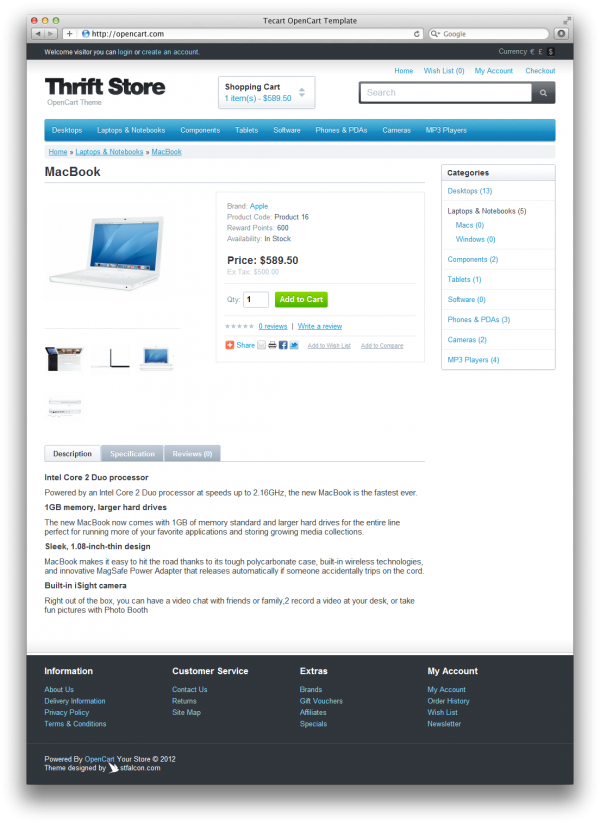 Tecart OpenCart Template
http://opencart.com
Google
Welcome visitor you can login or create an account.
Currency € £ $
Home Wish List (0) My Account Checkout
Thrift Store
OpenCart Theme
Shopping Cart
1 item(s) - $589.50
Search
Desktops Laptops & Notebooks Components Tablets Software Phones & PDAs Cameras MP3 Players
Home » Laptops & Notebooks » MacBook
MacBook
Brand: Apple
Product Code: Product 16
Reward Points: 600
Availability: In Stock
Price: $589.50
Ex Tax: $500.00
Qty: 1 Add to Cart
0 reviews | Write a review
Share Add to Wish List Add to Compare
Categories
Desktops (13)
Laptops & Notebooks (5)
Macs (0)
Windows (0)
Components (2)
Tablets (1)
Software (0)
Phones & PDAs (3)
Cameras (2)
MP3 Players (4)
Description Specification Reviews (0)
Intel Core 2 Duo processor
Powered by an Intel Core 2 Duo processor at speeds up to 2.16GHz, the new MacBook is the fastest ever.
1GB memory, larger hard drives
The new MacBook now comes with 1GB of memory standard and larger hard drives for the entire line
perfect for running more of your favorite applications and storing growing media collections.
Sleek, 1.08-inch-thin design
MacBook makes it easy to hit the road thanks to its tough polycarbonate case, built-in wireless technologies,
and innovative MagSafe Power Adapter that releases automatically if someone accidentally trips on the cord.
Built-in iSight camera
Right out of the box, you can have a video chat with friends or family,2 record a video at your desk, or take
fun pictures with Photo Booth
Information Customer Service Extras My Account
About Us Contact Us Brands My Account
Delivery Information Returns Gift Vouchers Order History
Privacy Policy Site Map Affiliates Wish List
Terms & Conditions Specials Newsletter
Powered By OpenCart Your Store © 2012
Theme designed by stfalcon.com